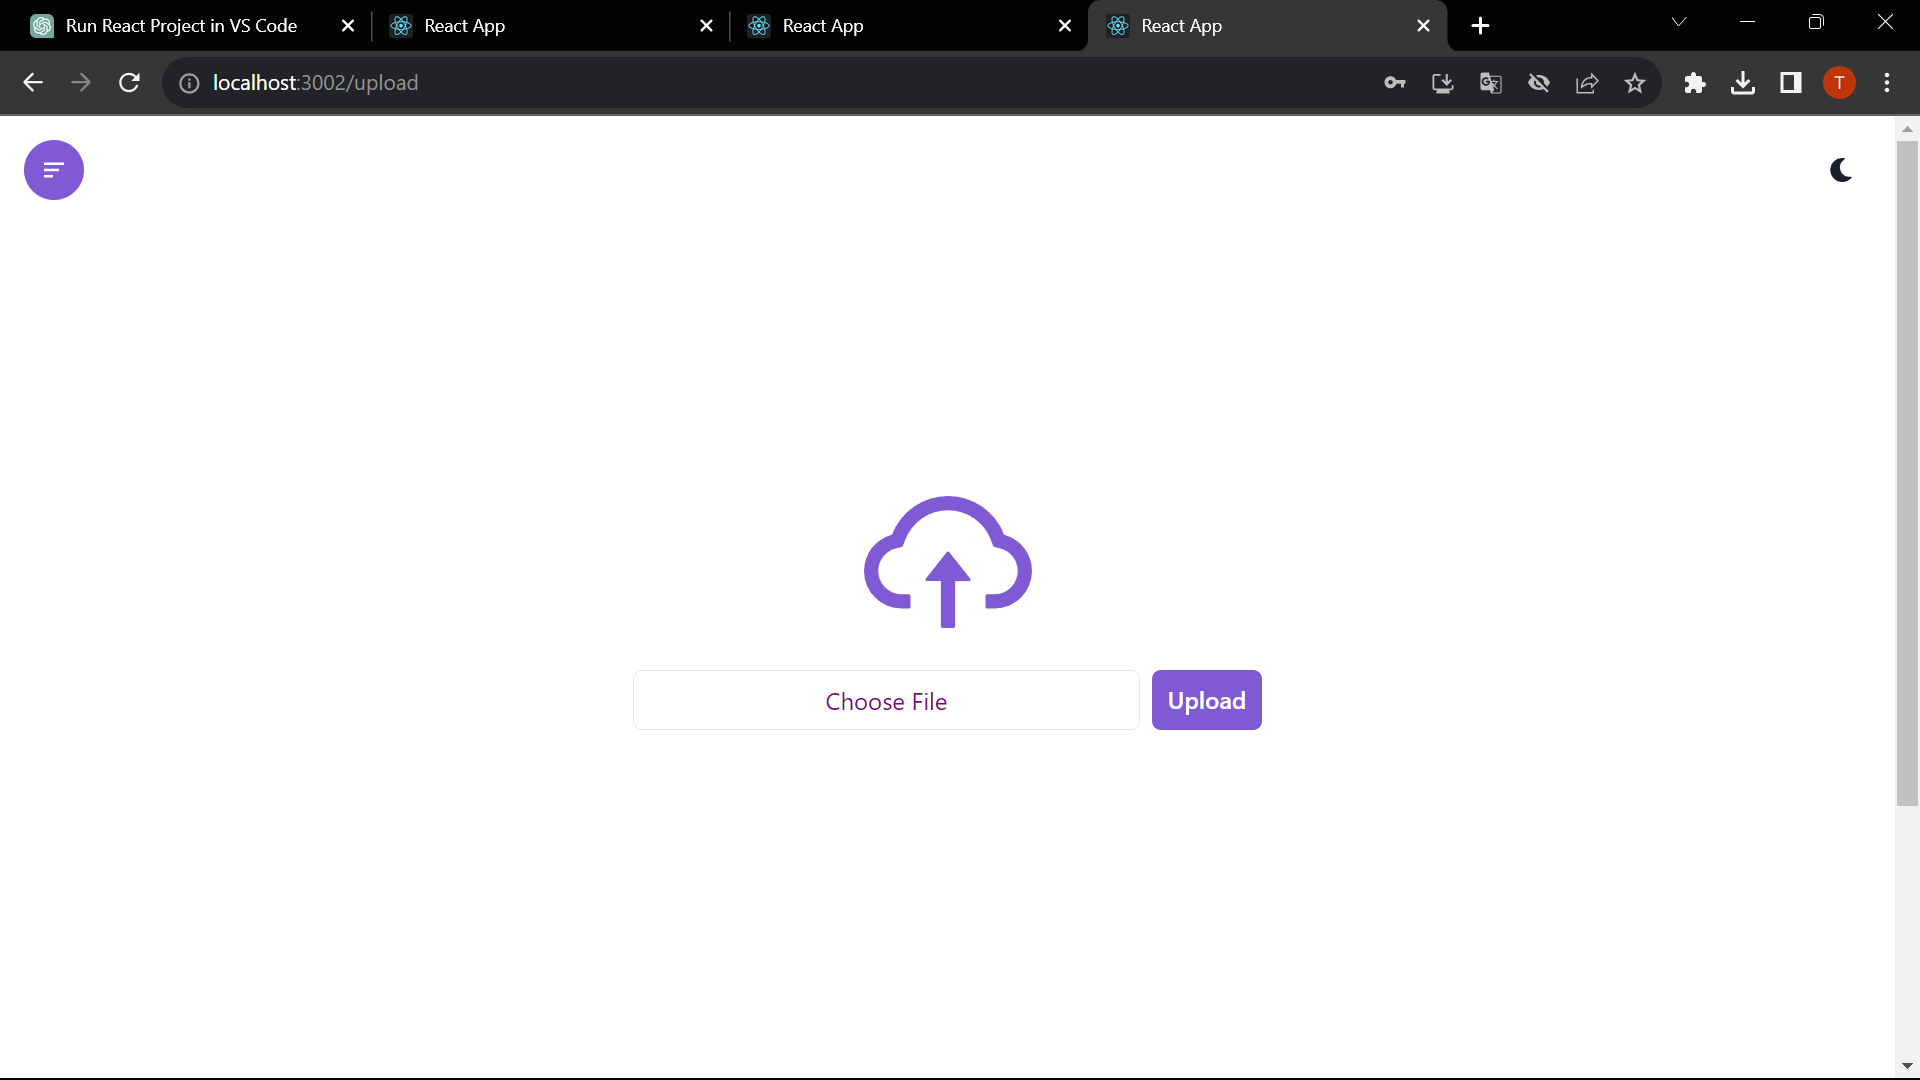 Run React Project in VS Code
React App
React App
React App
localhost:3002/upload
T
Choose File
Upload